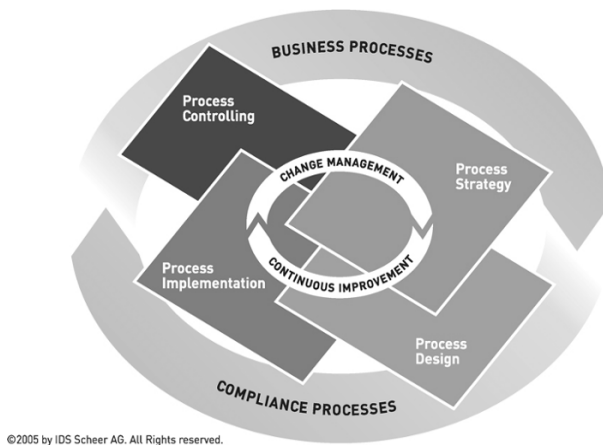 BUSINESS PROCESSES
Process
Controlling
CHANGE MANAGEMENT
Process
Strategy
Process
Implementation
CONTINUOUS IMPROVEMENT
Process
Design
COMPLIANCE PROCESSES
©2005 by IDS Scheer AG. All Rights reserved.